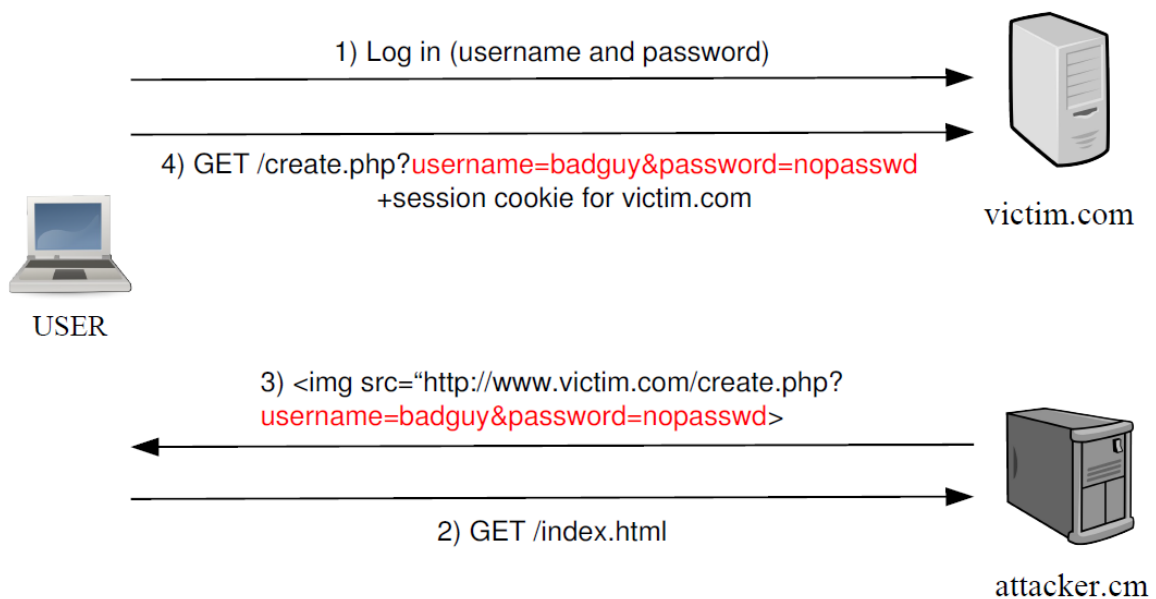 1) Log in (username and password)
4) GET /create.php?username=badguy&password=nopasswd
+session cookie for victim.com
victim.com
USER
3) <img src=“http://www.victim.com/create.php?
username=badguy&password=nopasswd>
2) GET /index.html
attacker.cm